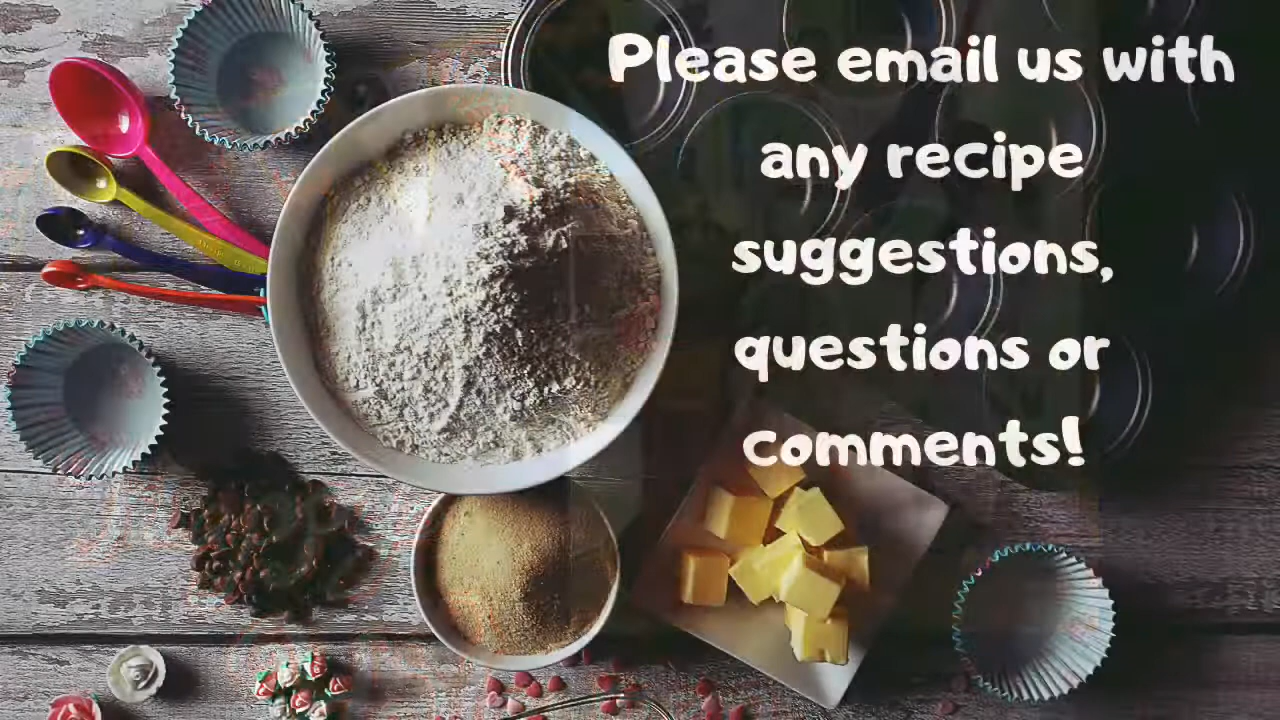 Please email us with
any recipe
suggestions,
questions or
comments!